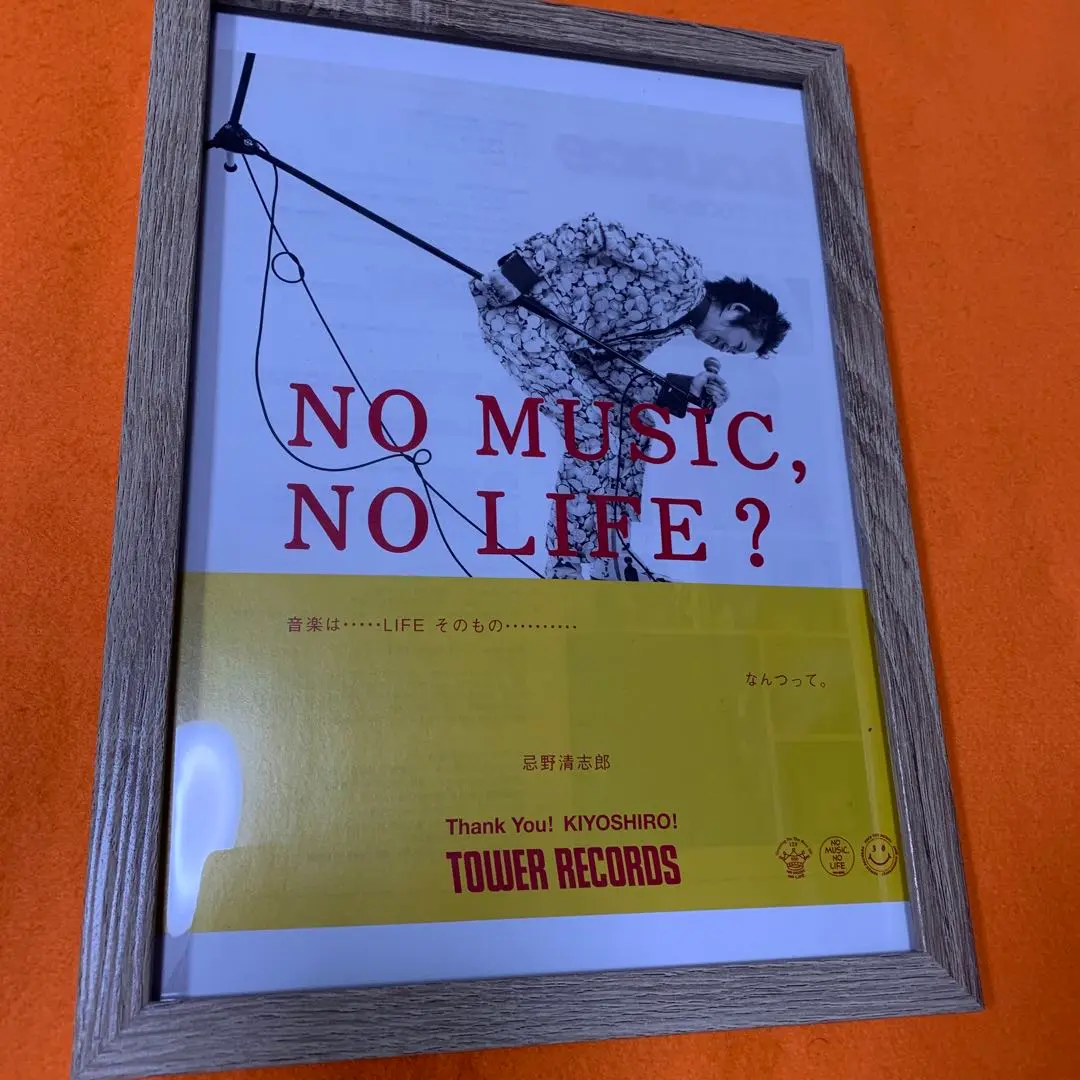 NO MUSIC,
NO LIFE?
音楽は‥‥‥LIFE そのもの‥‥‥‥‥
なんつって。
忌野清志郎
Thank You! KIYOSHIRO!
TOWER RECORDS
NO
MUSIC,
NO
LIFE